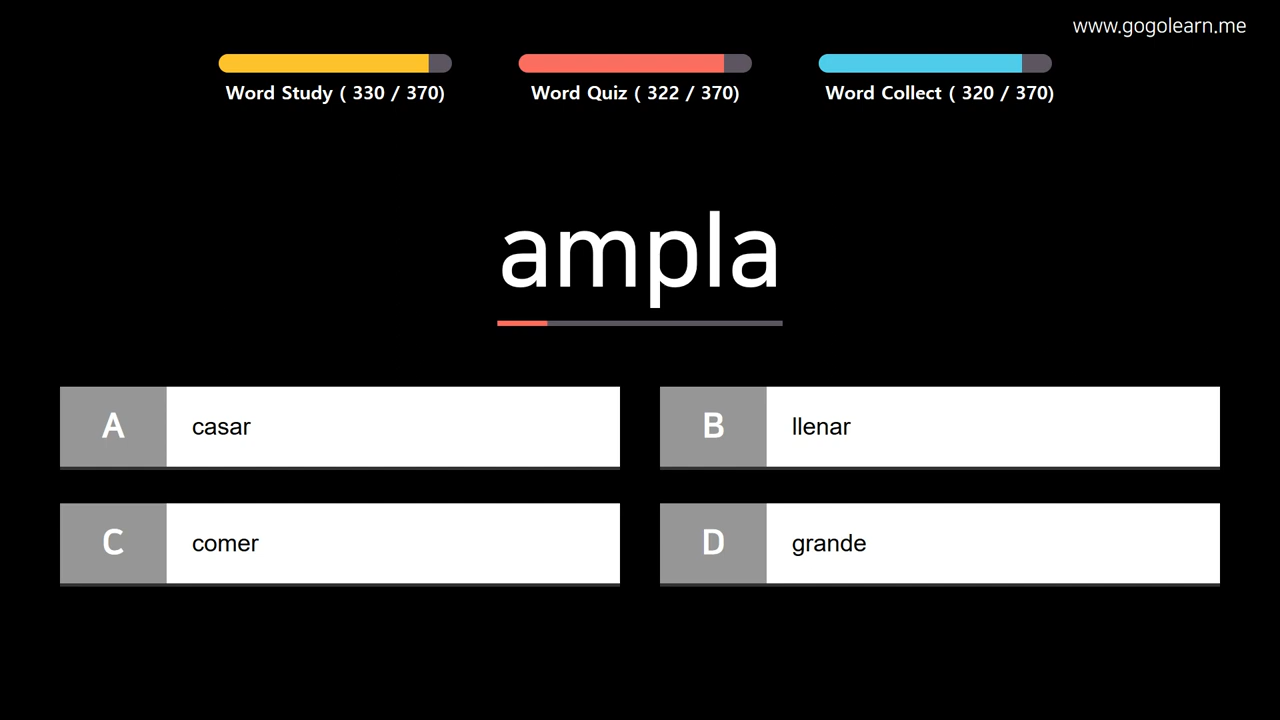 www.gogolearn.me
Word Study ( 330 / 370)
Word Quiz ( 322 / 370)
Word Collect ( 320 / 370)
ampla
A casar
B llenar
C comer
D grande